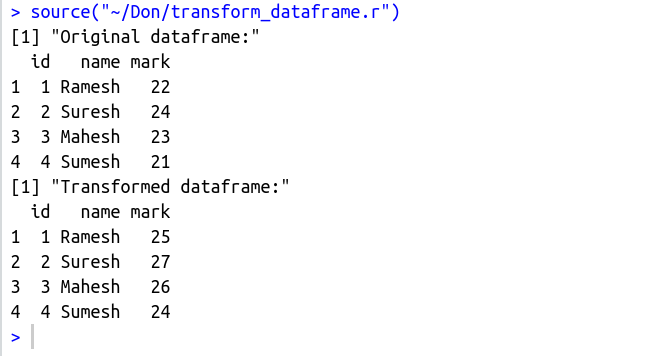 > source("~/Don/transform_dataframe.r")
[1] "Original dataframe:"
  id   name mark
1  1 Ramesh   22
2  2 Suresh   24
3  3 Mahesh   23
4  4 Sumesh   21
[1] "Transformed dataframe:"
  id   name mark
1  1 Ramesh   25
2  2 Suresh   27
3  3 Mahesh   26
4  4 Sumesh   24
>